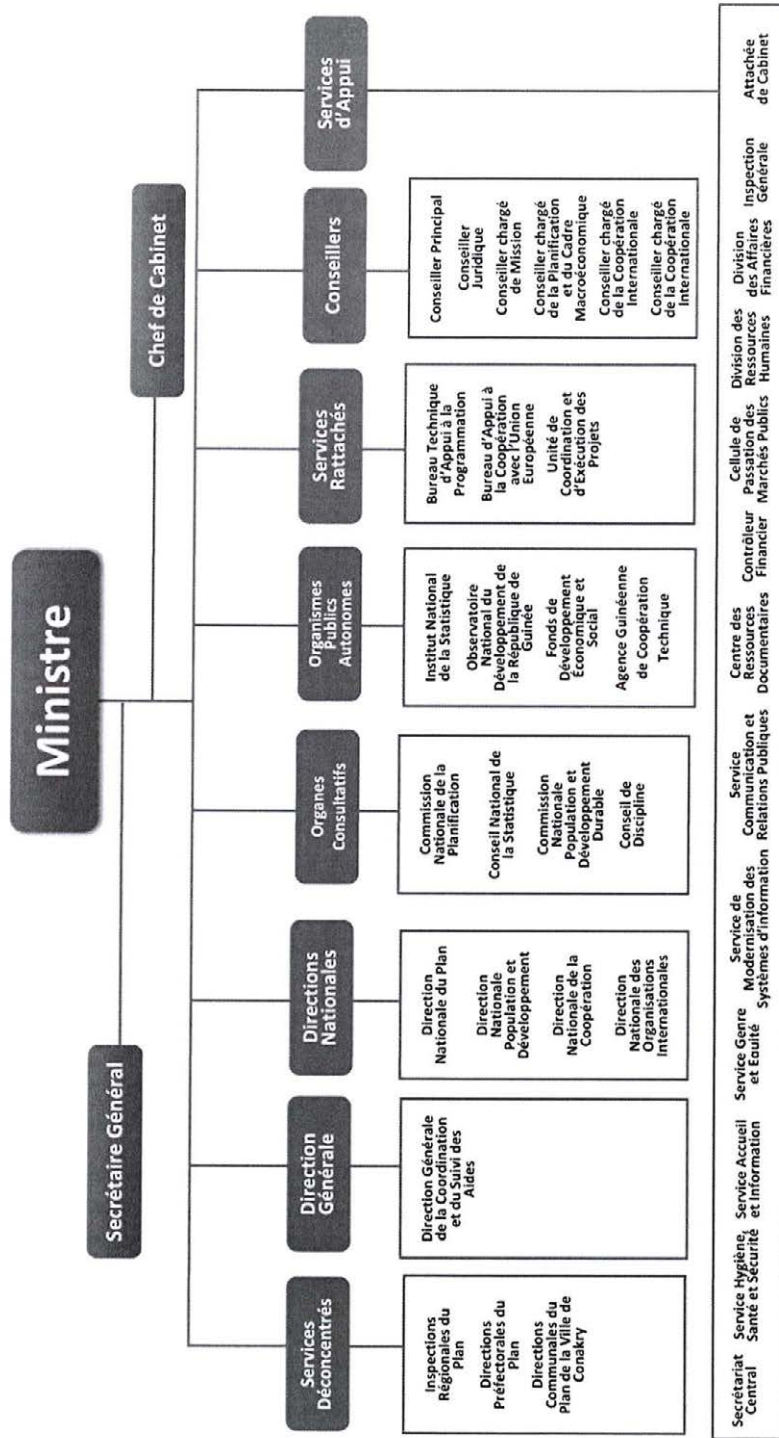 Ministre
Secrétaire Général
Chef de Cabinet
Services
Déconcentrés
Inspections
Régionales du
Plan
Directions
Préfectorales du
Plan
Directions
Communales du
Plan de la Ville de
Conakry
Direction
Générale
Direction Générale
de la Coordination
et du Suivi des
Aides
Directions
Nationales
Direction
Nationale du Plan
Direction
Nationale
Population et
Développement
Direction
Nationale de la
Coopération
Direction
Nationale des
Organisations
Internationales
Organes
Consultatifs
Commission
Nationale de la
Planification
Conseil National de
la Statistique
Commission
Nationale
Population et
Développement
Durable
Conseil de
Discipline
Organismes
Publics
Autonomes
Institut National
de la Statistique
Observatoire
National du
Développement de
la République de
Guinée
Fonds de
Développement
Économique et
Social
Agence Guinéenne
de Coopération
Technique
Services
Rattachés
Bureau Technique
d'Appui à la
Programmation
Bureau d'Appui à
la Coopération
avec l'Union
Européenne
Unité de
Coordination et
d'Exécution des
Projets
Conseillers
Conseiller Principal
Conseiller
Juridique
Conseiller chargé
de Mission
Conseiller chargé
de la Planification
et du Cadre
Macroéconomique
Conseiller chargé
de la Coopération
Internationale
Conseiller chargé
de la Coopération
Internationale
Services
d'Appui
Secrétariat
Central
Service Hygiène,
Santé et Sécurité
Service Accueil
et Information
Service Genre
et Equité
Service de
Modernisation des
Systèmes d'information
Service
Communication et
Relations Publiques
Centre des
Ressources
Documentaires
Contrôleur
Financier
Cellule de
Passation des
Marchés Publics
Division des
Ressources
Humaines
Division
des Affaires
Financières
Inspection
Générale
Attachée
de Cabinet